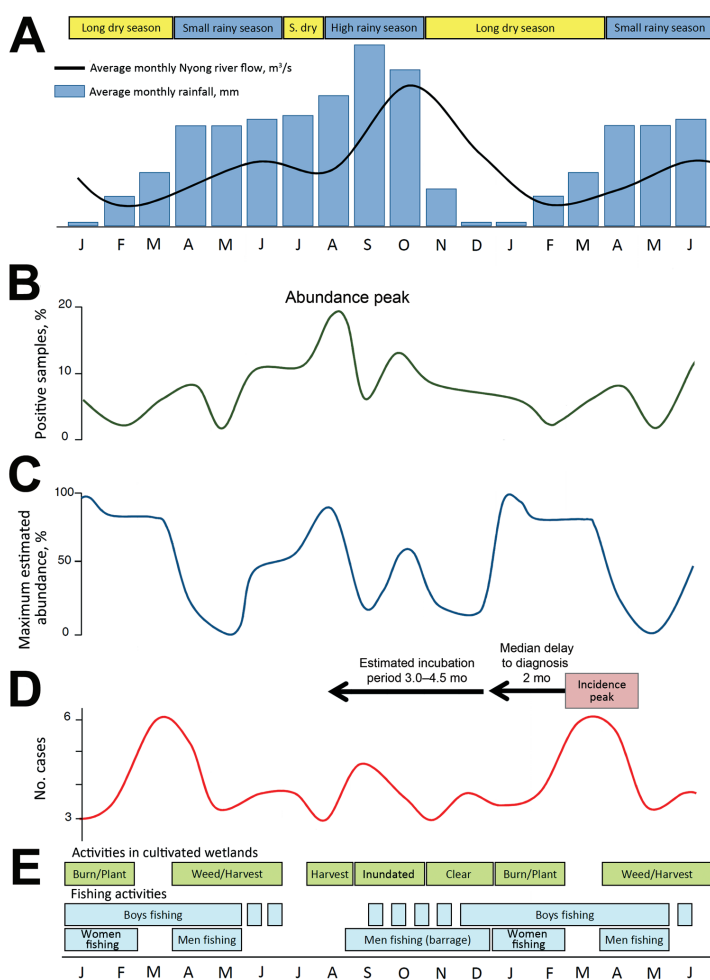 A
Long dry season
Small rainy season
S. dry
High rainy season
Long dry season
Small rainy season
Average monthly Nyong river flow, m³/s
Average monthly rainfall, mm
J F M A M J J A S O N D J F M A M J
B
Abundance peak
Positive samples, %
20
10
0
C
Maximum estimated
abundance, %
100
50
0
D
Estimated incubation
period 3.0–4.5 mo
Median delay
to diagnosis
2 mo
Incidence
peak
No. cases
6
3
E
Activities in cultivated wetlands
Burn/Plant
Weed/Harvest
Harvest
Inundated
Clear
Burn/Plant
Weed/Harvest
Fishing activities
Boys fishing
Boys fishing
Women
fishing
Men fishing
Men fishing (barrage)
Women
fishing
Men fishing
J F M A M J J A S O N D J F M A M J